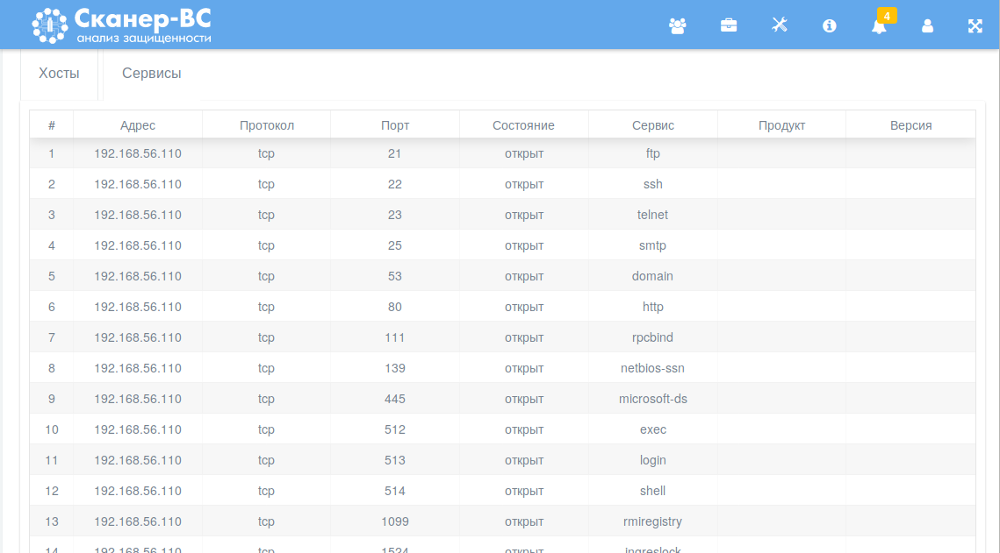 Сканер-ВС
анализ защищенности
4
Хосты Сервисы
# Адрес Протокол Порт Состояние Сервис Продукт Версия
1 192.168.56.110 tcp 21 открыт ftp
2 192.168.56.110 tcp 22 открыт ssh
3 192.168.56.110 tcp 23 открыт telnet
4 192.168.56.110 tcp 25 открыт smtp
5 192.168.56.110 tcp 53 открыт domain
6 192.168.56.110 tcp 80 открыт http
7 192.168.56.110 tcp 111 открыт rpcbind
8 192.168.56.110 tcp 139 открыт netbios-ssn
9 192.168.56.110 tcp 445 открыт microsoft-ds
10 192.168.56.110 tcp 512 открыт exec
11 192.168.56.110 tcp 513 открыт login
12 192.168.56.110 tcp 514 открыт shell
13 192.168.56.110 tcp 1099 открыт rmiregistry
14 192.168.56.110 tcp 1524 открыт ingreslock